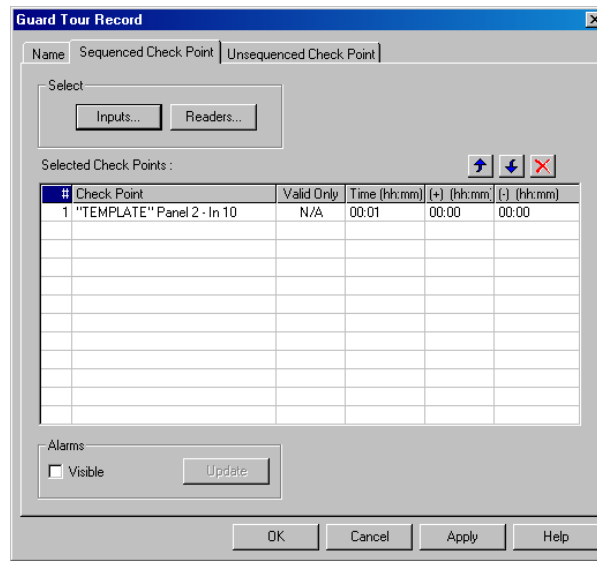 Guard Tour Record
Name Sequenced Check Point Unsequenced Check Point
Select
Inputs... Readers...
Selected Check Points :
# Check Point Valid Only Time (hh:mm) (+) (hh:mm) (-) (hh:mm)
1 "TEMPLATE" Panel 2 - In 10 N/A 00:01 00:00 00:00
Alarms
Visible Update
OK Cancel Apply Help